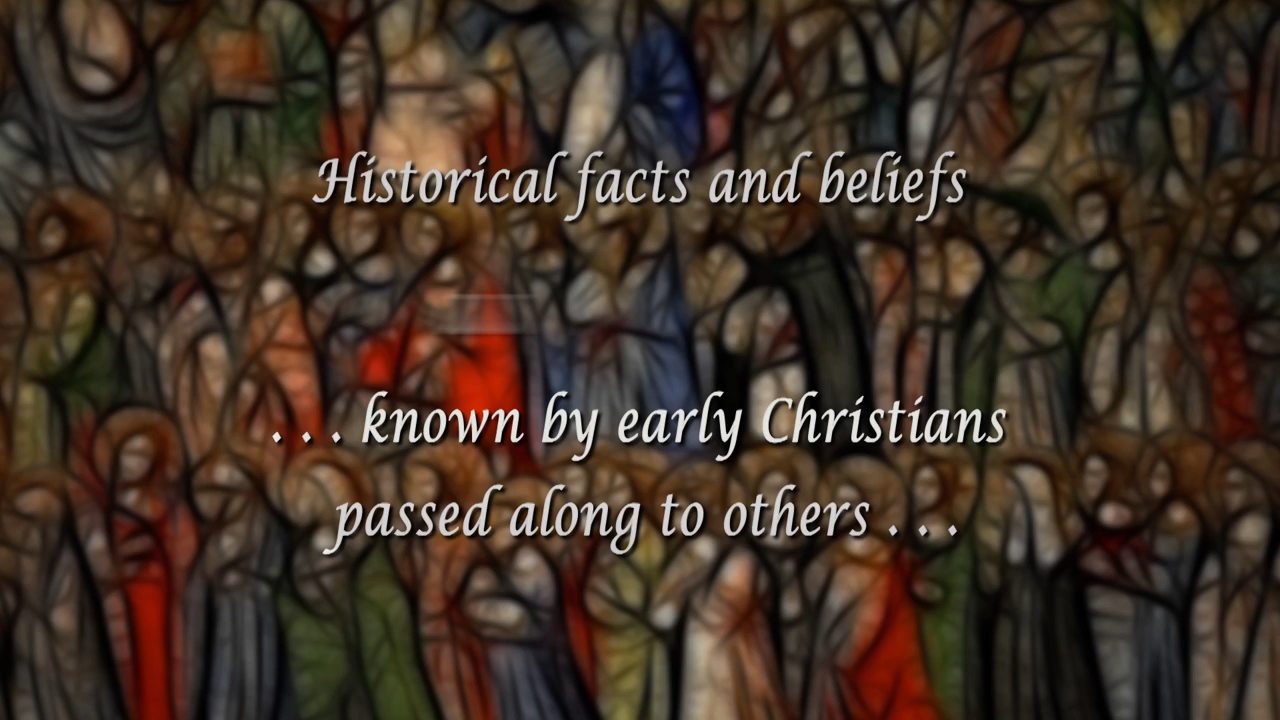 Historical facts and beliefs
. . . known by early Christians
passed along to others . . .